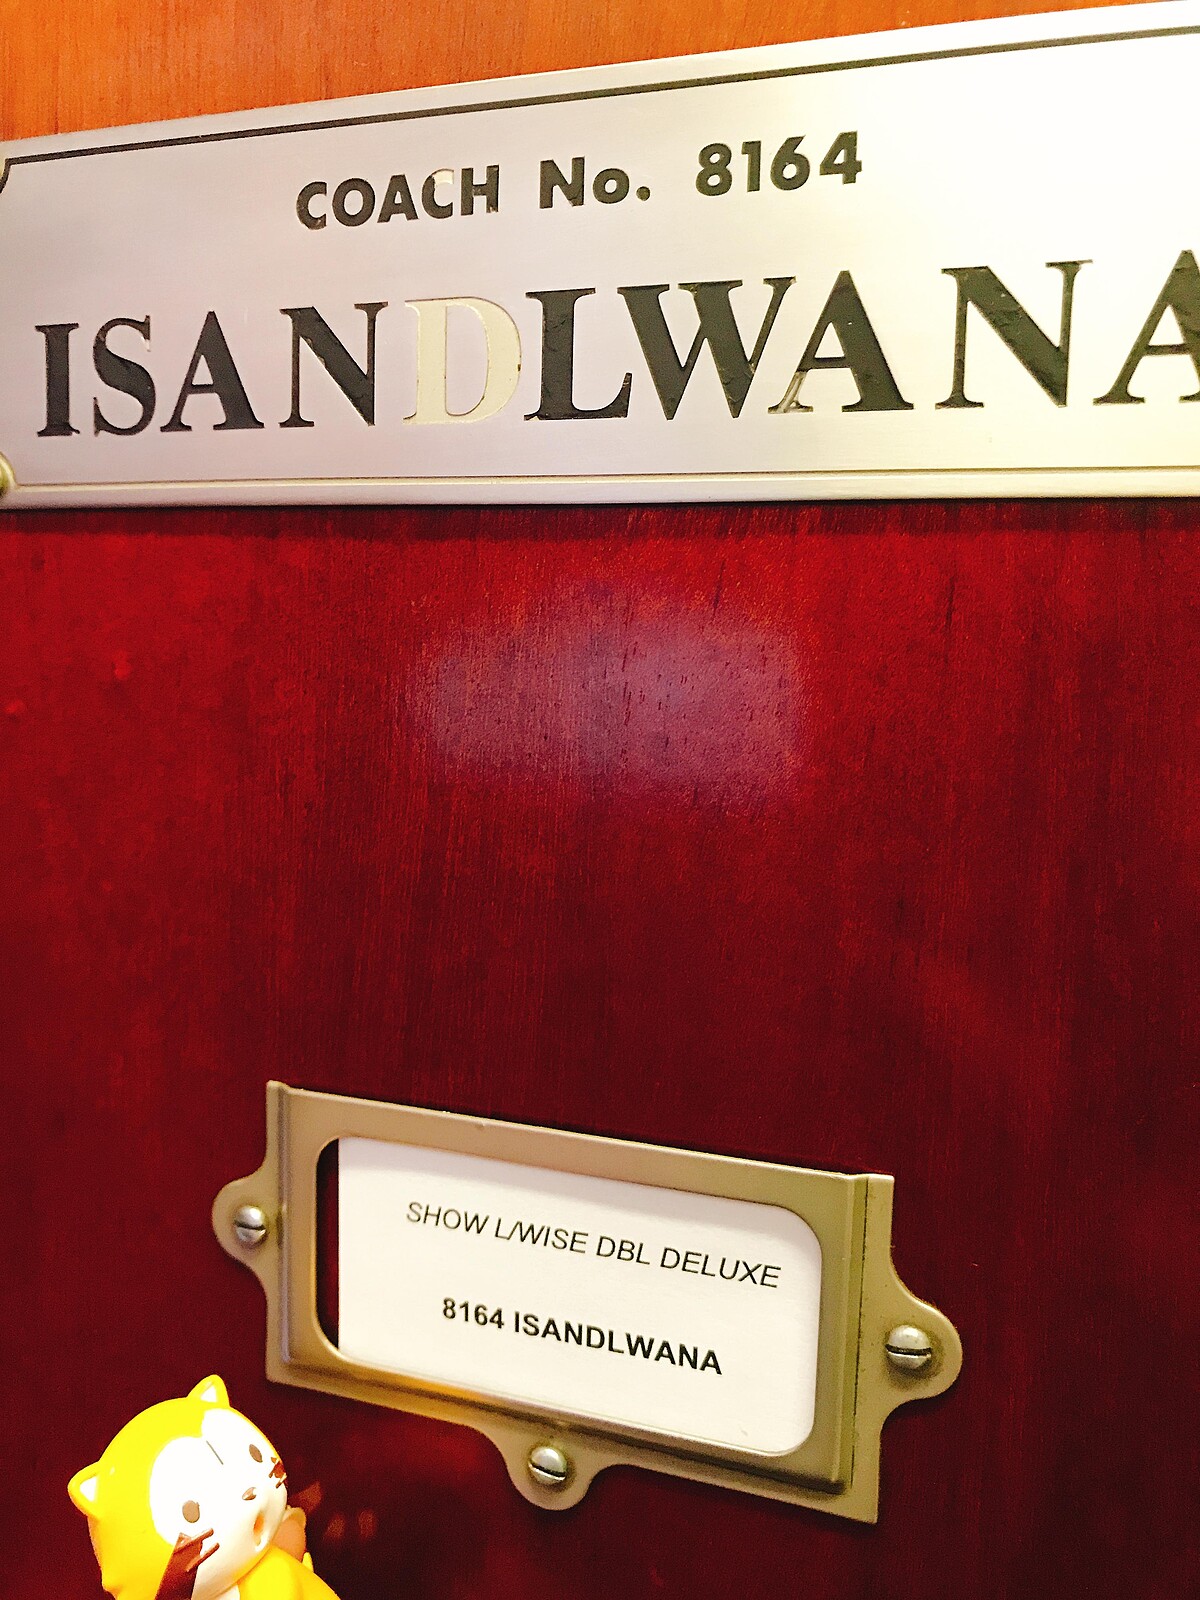 COACH No. 8164
ISANDLWANA
SHOW L/WISE DBL DELUXE
8164 ISANDLWANA